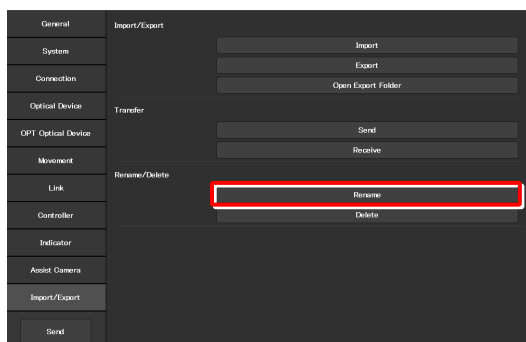 General
System
Connection
Optical Device
OPT Optical Device
Movement
Link
Controller
Indicator
Assist Camera
Import/Export
Send
Import/Export
Import
Export
Open Export Folder
Transfer
Send
Receive
Rename/Delete
Rename
Delete